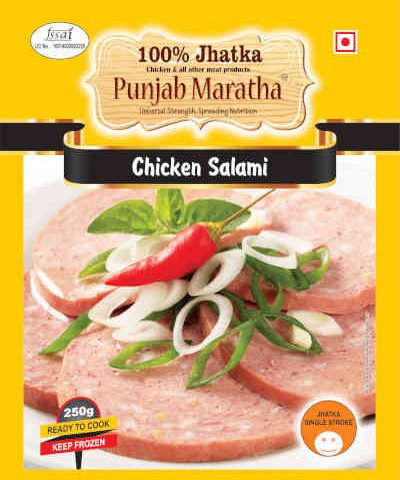 fssai
100% Jhatka
Chicken & all other meat products
Punjab Maratha
Universal Strength, Spreading Nutrition
Chicken Salami
250g
READY TO COOK
KEEP FROZEN
JHATKA
SINGLE STROKE